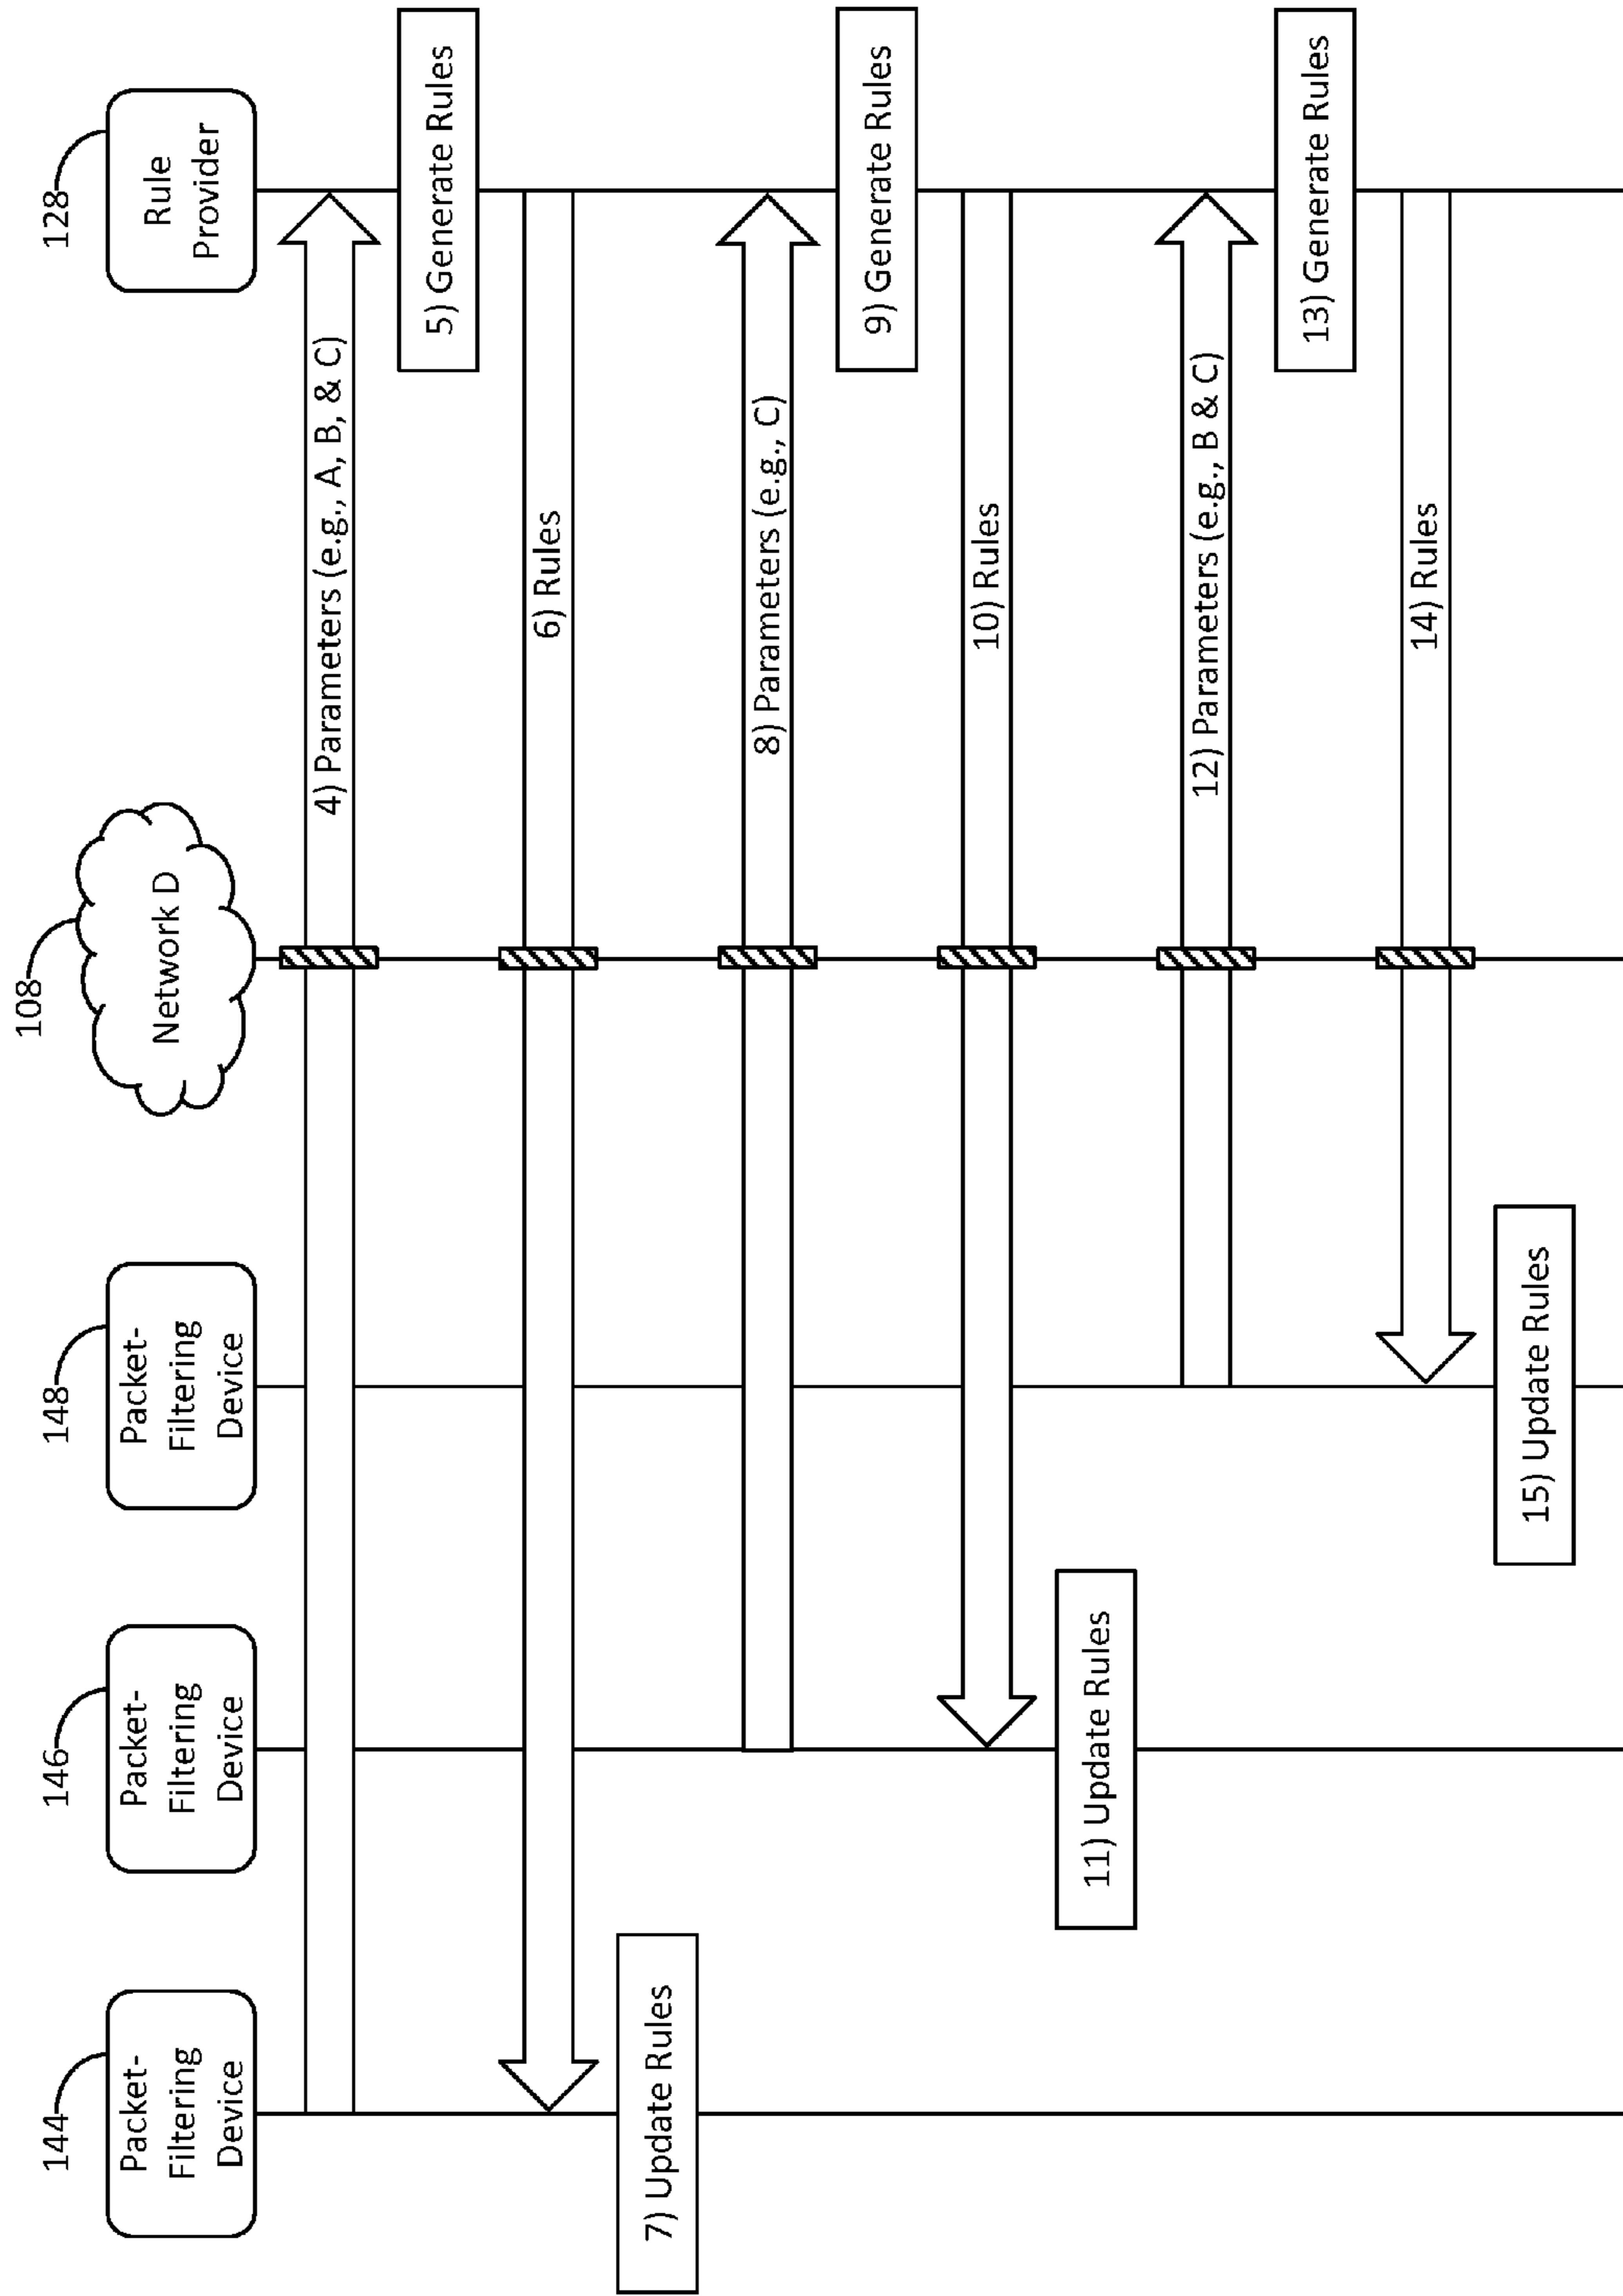 144
Packet-
Filtering
Device
146
Packet-
Filtering
Device
148
Packet-
Filtering
Device
108
Network D
128
Rule
Provider
4) Parameters (e.g., A, B, & C)
5) Generate Rules
6) Rules
7) Update Rules
8) Parameters (e.g., C)
9) Generate Rules
10) Rules
11) Update Rules
12) Parameters (e.g., B & C)
13) Generate Rules
14) Rules
15) Update Rules